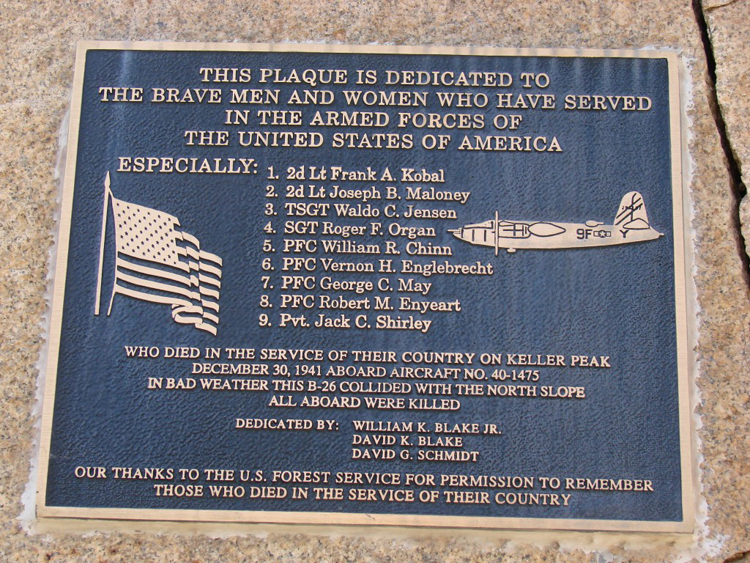 THIS PLAQUE IS DEDICATED TO
THE BRAVE MEN AND WOMEN WHO HAVE SERVED
IN THE ARMED FORCES OF
THE UNITED STATES OF AMERICA
ESPECIALLY: 1. 2d Lt Frank A. Kobal
2. 2d Lt Joseph B. Maloney
3. TSGT Waldo C. Jensen
4. SGT Roger F. Organ
5. PFC William R. Chinn
6. PFC Vernon H. Englebrecht
7. PFC George C. May
8. PFC Robert M. Enyeart
9. Pvt. Jack C. Shirley
9F Y
WHO DIED IN THE SERVICE OF THEIR COUNTRY ON KELLER PEAK
DECEMBER 30, 1941 ABOARD AIRCRAFT NO. 40-1475
IN BAD WEATHER THIS B-26 COLLIDED WITH THE NORTH SLOPE
ALL ABOARD WERE KILLED
DEDICATED BY: WILLIAM K. BLAKE JR.
DAVID K. BLAKE
DAVID G. SCHMIDT
OUR THANKS TO THE U.S. FOREST SERVICE FOR PERMISSION TO REMEMBER
THOSE WHO DIED IN THE SERVICE OF THEIR COUNTRY